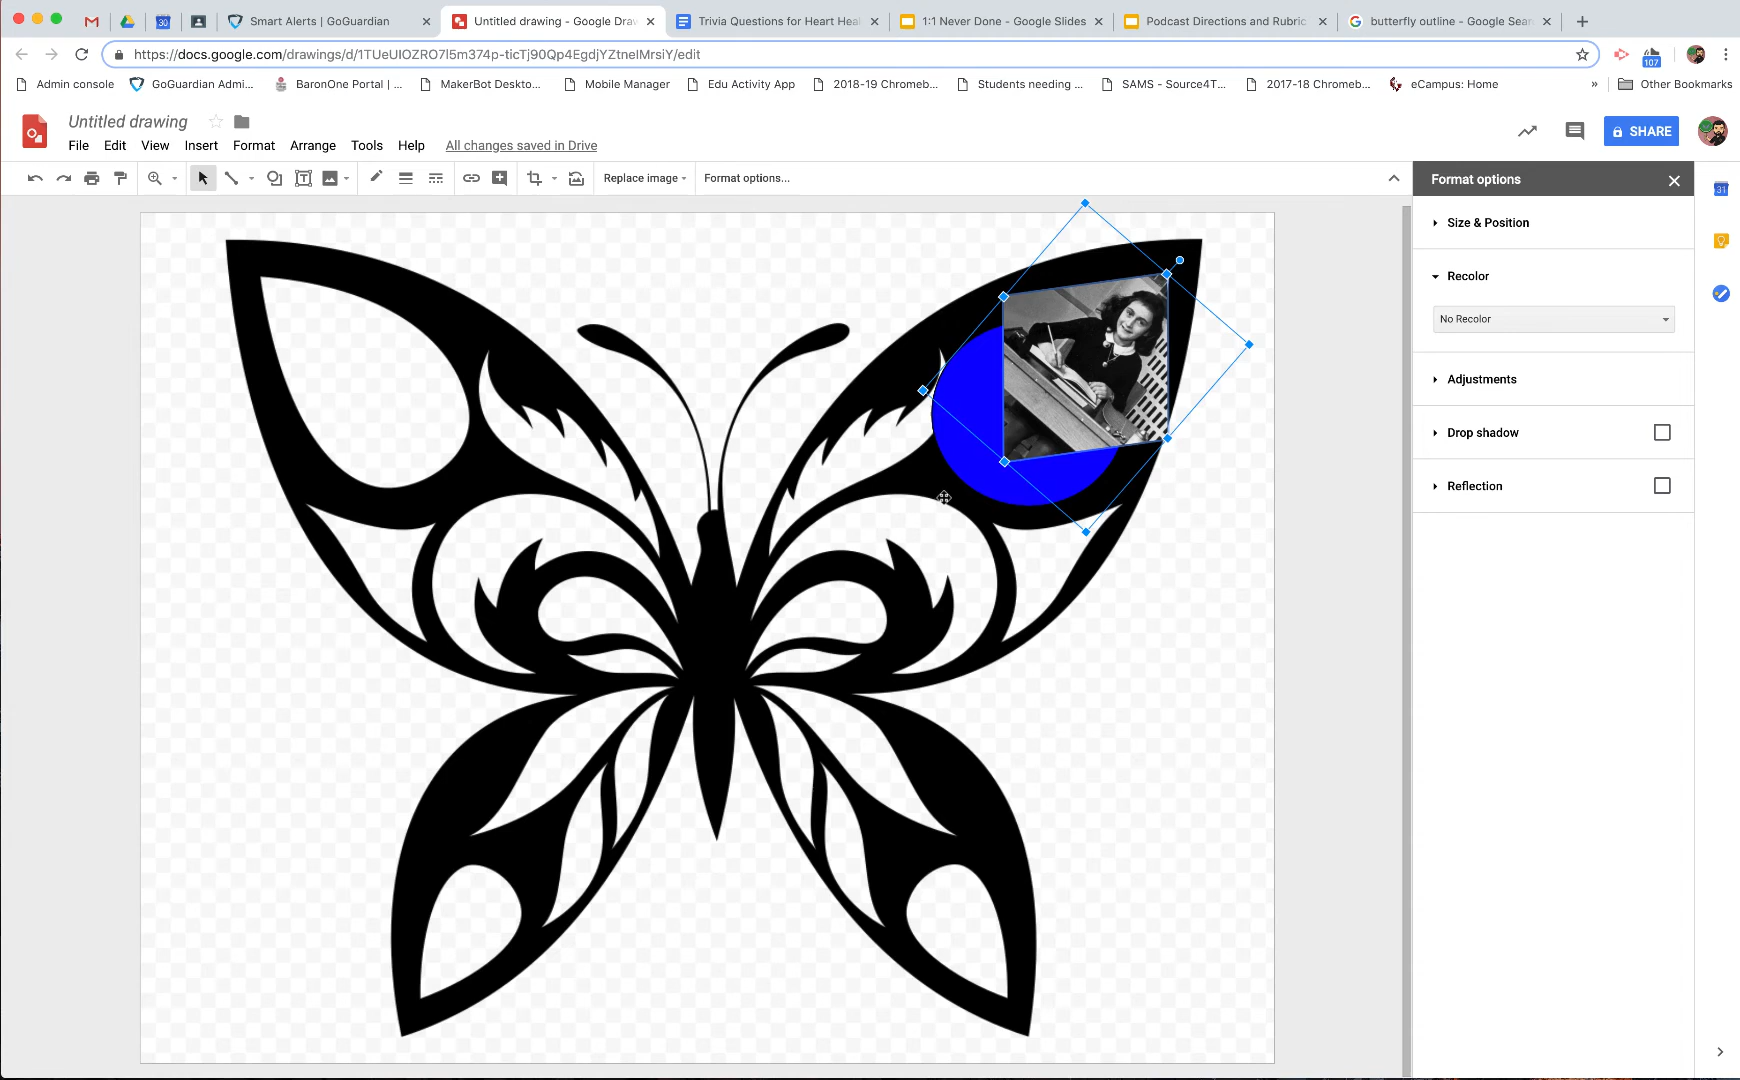 Smart Alerts | GoGuardian
Untitled drawing - Google Draw
Trivia Questions for Heart Heal
1:1 Never Done - Google Slides
Podcast Directions and Rubric
butterfly outline - Google Sear
https://docs.google.com/drawings/d/1TUeUIOZRO7l5m374p-ticTj90Qp4EgdjYZtnelMrsiY/edit
107
Admin console
GoGuardian Admi...
BaronOne Portal | ...
MakerBot Deskto...
Mobile Manager
Edu Activity App
2018-19 Chromeb...
Students needing ...
SAMS - Source4T...
2017-18 Chromeb...
eCampus: Home
»
Other Bookmarks
Untitled drawing
File Edit View Insert Format Arrange Tools Help All changes saved in Drive
SHARE
Replace image
Format options...
Format options
31
Size & Position
Recolor
No Recolor
Adjustments
Drop shadow
Reflection